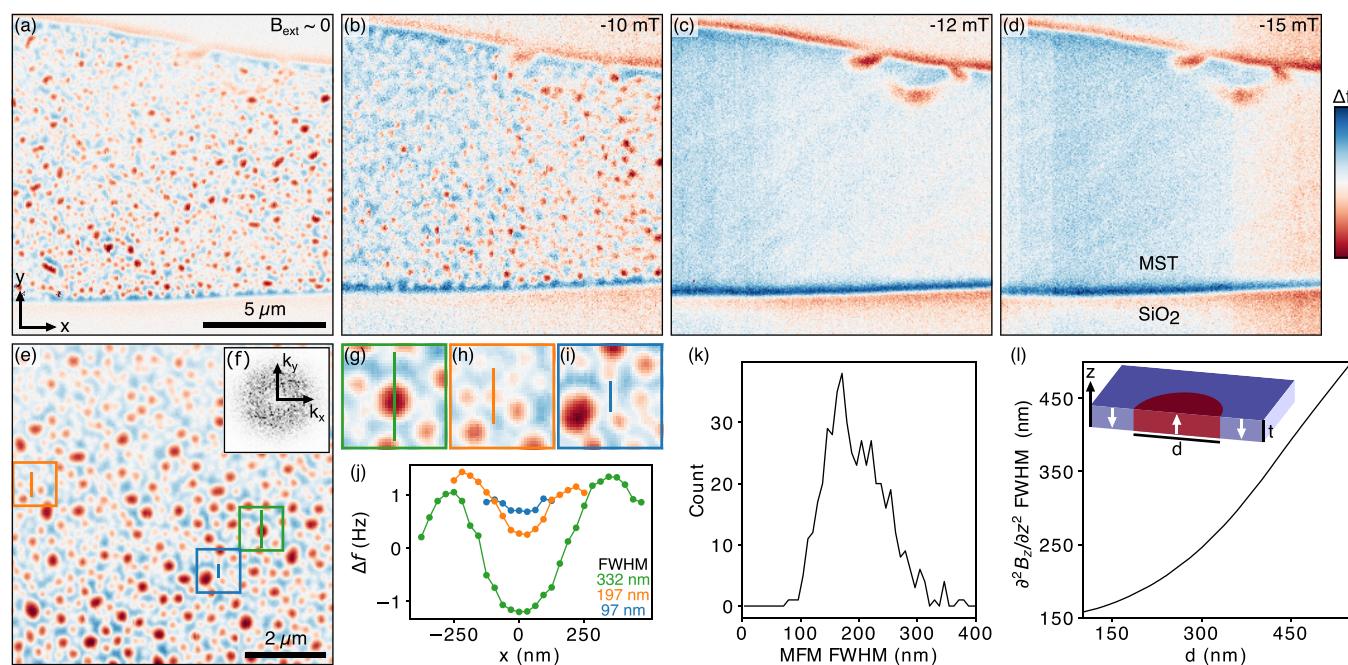 (a) B_ext ~ 0
(b) -10 mT
(c) -12 mT
(d) -15 mT
Δf
y
x
5 µm
MST
SiO₂
(e)
(f)
k_y
k_x
2 µm
(g)
(h)
(i)
(j)
1
0
−1
Δf (Hz)
FWHM
332 nm
197 nm
97 nm
−250 0 250
x (nm)
(k)
30
20
10
0
Count
0 100 200 300 400
MFM FWHM (nm)
(l)
450
350
250
150
∂²B_z/∂z² FWHM (nm)
z
t
d
150 300 450
d (nm)